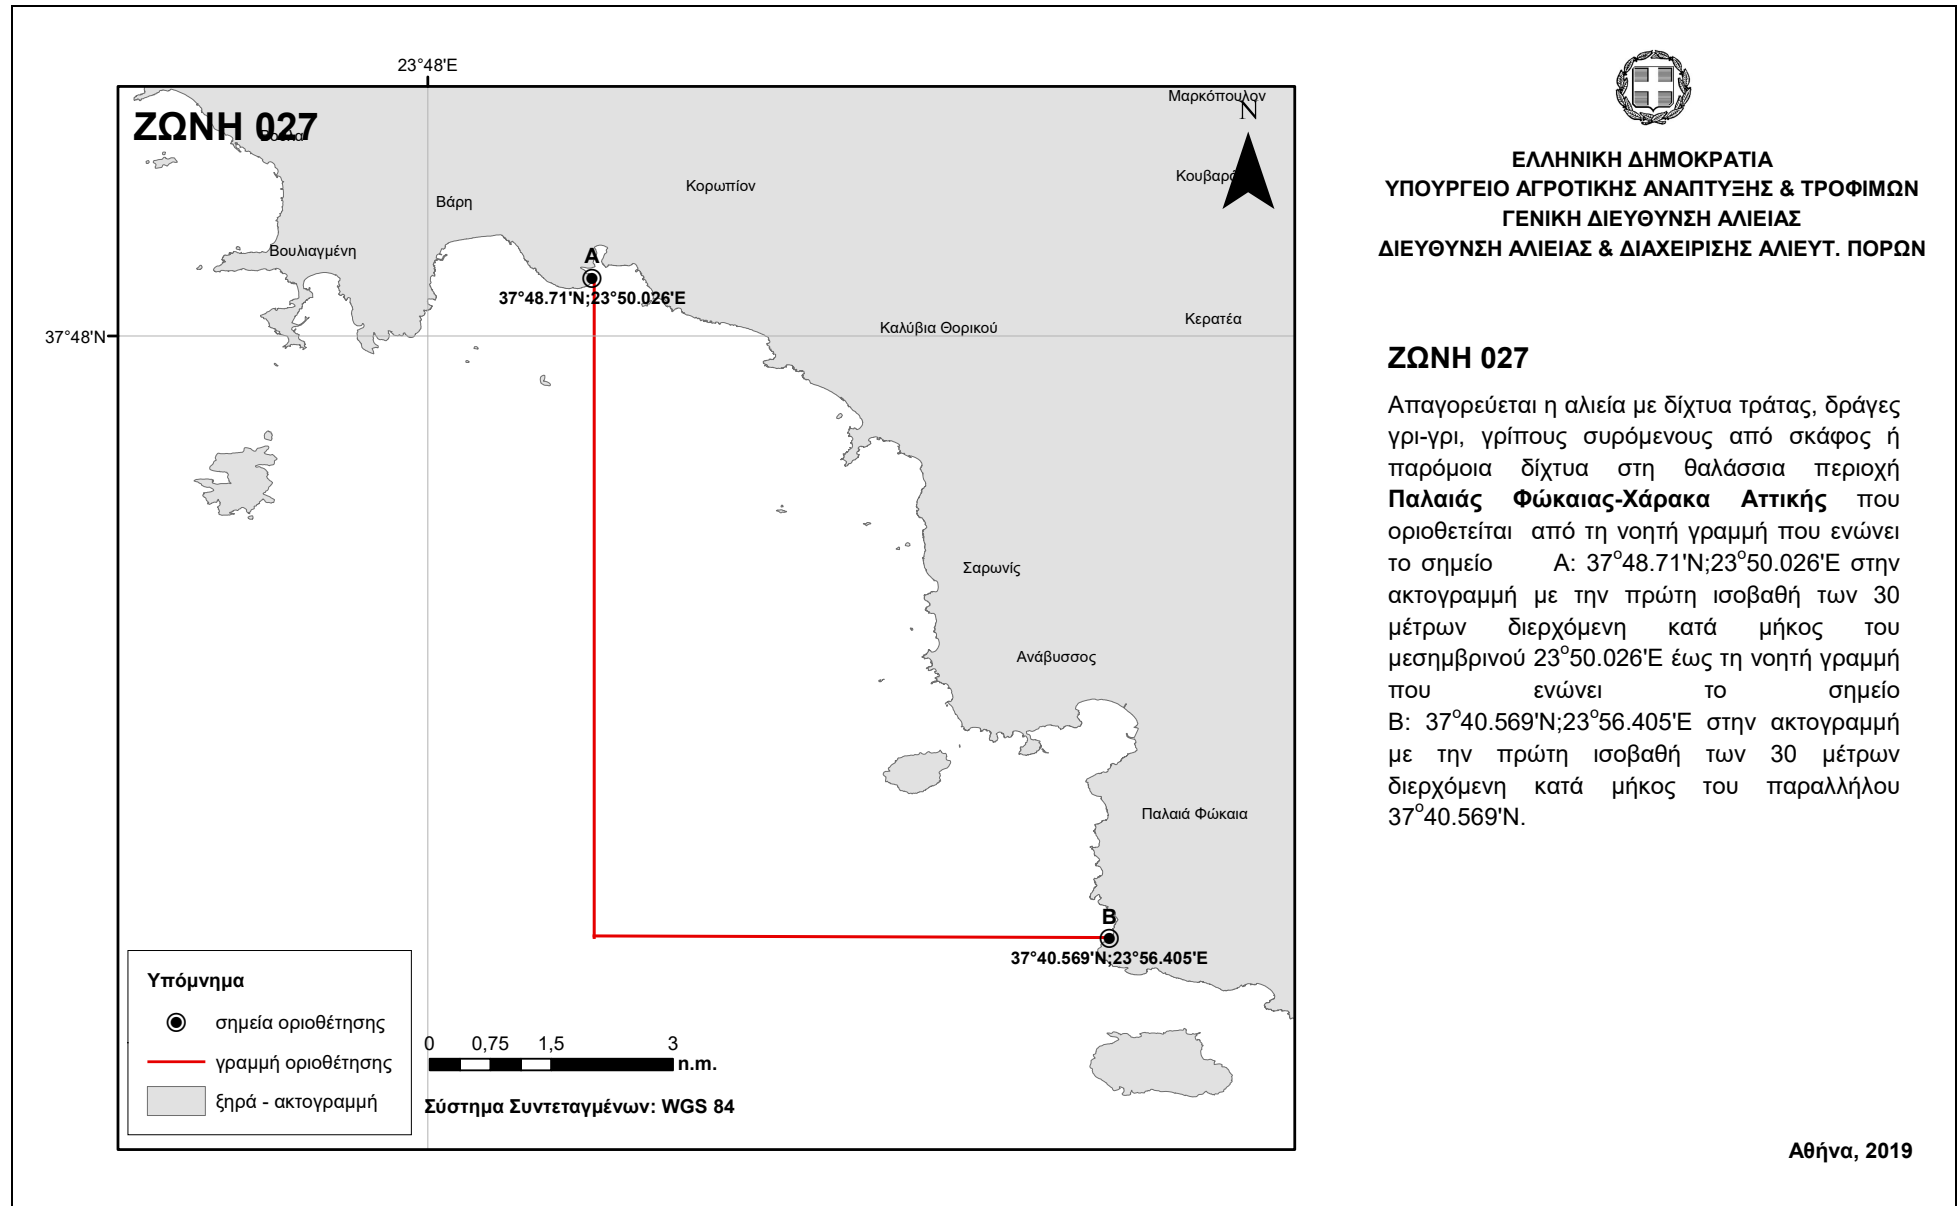 23°48'E
ΖΩΝΗ 027
Βούλα
Μαρκόπουλον
N
Κουβαρά
Κορωπίον
Βάρη
Βουλιαγμένη
A
37°48.71'N;23°50.026'E
37°48'N
Καλύβια Θορικού
Κερατέα
Σαρωνίς
Ανάβυσσος
Παλαιά Φώκαια
B
37°40.569'N;23°56.405'E
Υπόμνημα
σημεία οριοθέτησης
γραμμή οριοθέτησης
ξηρά - ακτογραμμή
0 0,75 1,5 3
n.m.
Σύστημα Συντεταγμένων: WGS 84
ΕΛΛΗΝΙΚΗ ΔΗΜΟΚΡΑΤΙΑ
ΥΠΟΥΡΓΕΙΟ ΑΓΡΟΤΙΚΗΣ ΑΝΑΠΤΥΞΗΣ & ΤΡΟΦΙΜΩΝ
ΓΕΝΙΚΗ ΔΙΕΥΘΥΝΣΗ ΑΛΙΕΙΑΣ
ΔΙΕΥΘΥΝΣΗ ΑΛΙΕΙΑΣ & ΔΙΑΧΕΙΡΙΣΗΣ ΑΛΙΕΥΤ. ΠΟΡΩΝ
ΖΩΝΗ 027
Απαγορεύεται η αλιεία με δίχτυα τράτας, δράγες
γρι-γρι, γρίπους συρόμενους από σκάφος ή
παρόμοια δίχτυα στη θαλάσσια περιοχή
Παλαιάς Φώκαιας-Χάρακα Αττικής που
οριοθετείται από τη νοητή γραμμή που ενώνει
το σημείο Α: 37°48.71'N;23°50.026'E στην
ακτογραμμή με την πρώτη ισοβαθή των 30
μέτρων διερχόμενη κατά μήκος του
μεσημβρινού 23°50.026'E έως τη νοητή γραμμή
που ενώνει το σημείο
Β: 37°40.569'N;23°56.405'E στην ακτογραμμή
με την πρώτη ισοβαθή των 30 μέτρων
διερχόμενη κατά μήκος του παραλλήλου
37°40.569'N.
Αθήνα, 2019